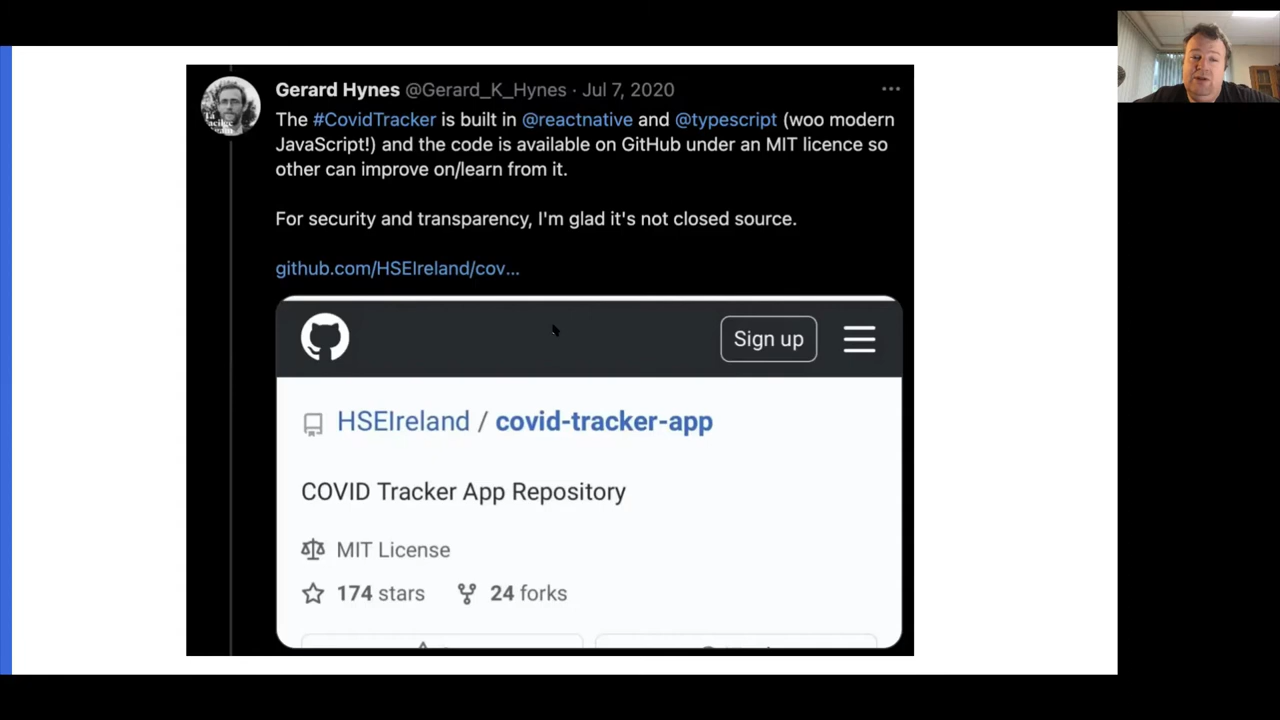 Gerard Hynes @Gerard_K_Hynes · Jul 7, 2020
The #CovidTracker is built in @reactnative and @typescript (woo modern
JavaScript!) and the code is available on GitHub under an MIT licence so
other can improve on/learn from it.
For security and transparency, I'm glad it's not closed source.
github.com/HSEIreland/cov...
Sign up
HSEIreland / covid-tracker-app
COVID Tracker App Repository
MIT License
174 stars 24 forks